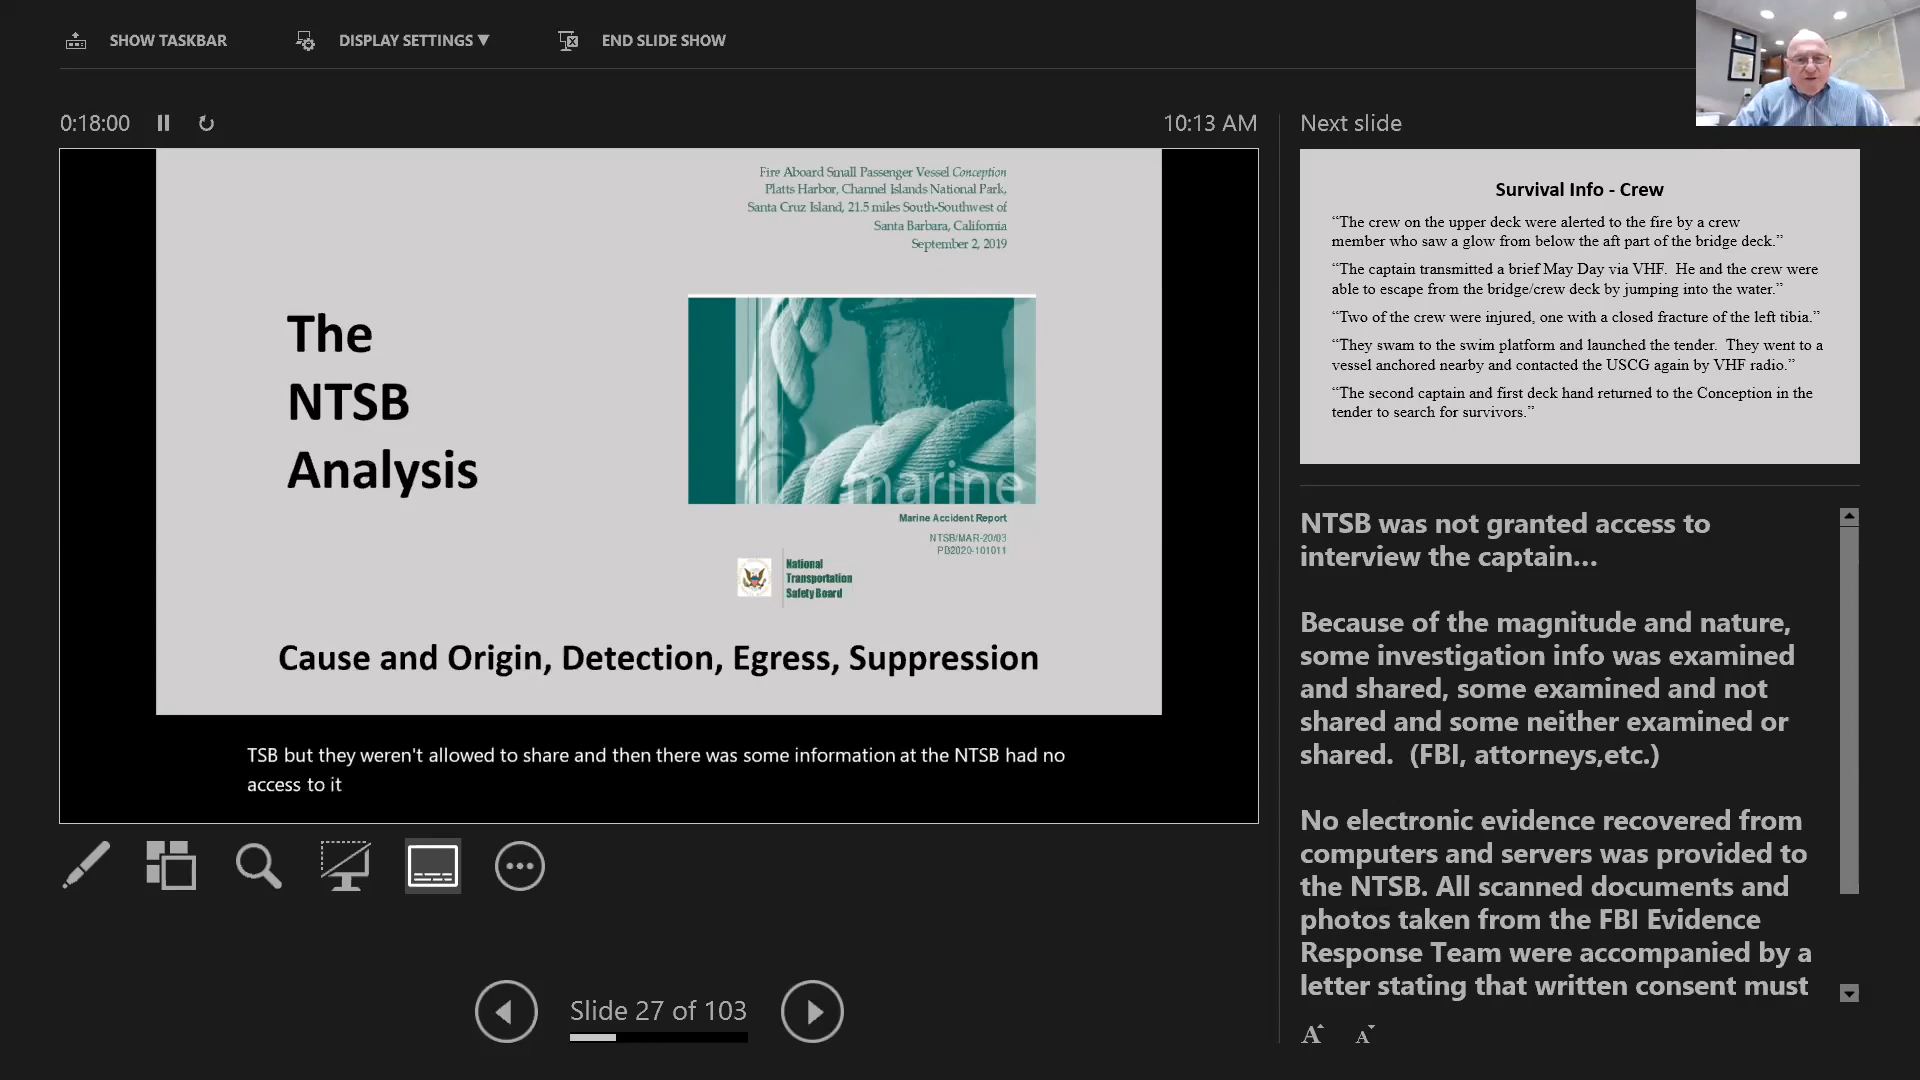 SHOW TASKBAR
DISPLAY SETTINGS ▼
END SLIDE SHOW
0:18:00
10:13 AM
Fire Aboard Small Passenger Vessel Conception
Platts Harbor, Channel Islands National Park,
Santa Cruz Island, 21.5 miles South-Southwest of
Santa Barbara, California
September 2, 2019
The
NTSB
Analysis
marine
Marine Accident Report
NTSB/MAR-20/03
PB2020-101011
National
Transportation
Safety Board
Cause and Origin, Detection, Egress, Suppression
TSB but they weren't allowed to share and then there was some information at the NTSB had no
access to it
Slide 27 of 103
Next slide
Survival Info - Crew
“The crew on the upper deck were alerted to the fire by a crew
member who saw a glow from below the aft part of the bridge deck.”
“The captain transmitted a brief May Day via VHF.  He and the crew were
able to escape from the bridge/crew deck by jumping into the water.”
“Two of the crew were injured, one with a closed fracture of the left tibia.”
“They swam to the swim platform and launched the tender.  They went to a
vessel anchored nearby and contacted the USCG again by VHF radio.”
“The second captain and first deck hand returned to the Conception in the
tender to search for survivors.”
NTSB was not granted access to
interview the captain…
Because of the magnitude and nature,
some investigation info was examined
and shared, some examined and not
shared and some neither examined or
shared.  (FBI, attorneys,etc.)
No electronic evidence recovered from
computers and servers was provided to
the NTSB. All scanned documents and
photos taken from the FBI Evidence
Response Team were accompanied by a
letter stating that written consent must
A A